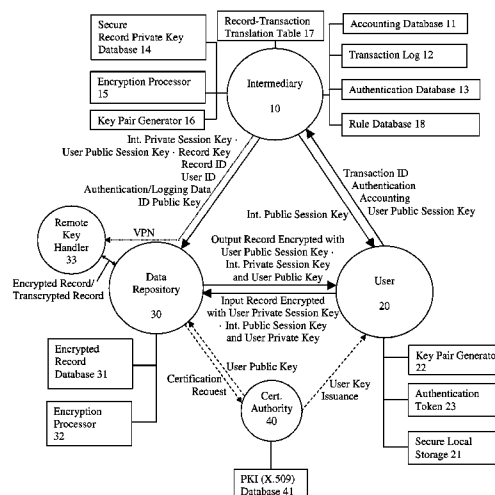 Secure
Record Private Key
Database 14
Record-Transaction
Translation Table 17
Accounting Database 11
Transaction Log 12
Encryption Processor
15
Intermediary
10
Authentication Database 13
Key Pair Generator 16
Rule Database 18
Int. Private Session Key ·
User Public Session Key · Record Key
Record ID
User ID
Authentication/Logging Data
ID Public Key
Transaction ID
Authentication
Accounting
User Public Session Key
Int. Public Session Key
VPN
Remote
Key
Handler
33
Encrypted Record/
Transcrypted Record
Output Record Encrypted with
User Public Session Key ·
Int. Private Session Key
and User Public Key
Data
Repository
30
User
20
Input Record Encrypted
with User Private Session Key
· Int. Public Session Key
and User Private Key
Encrypted
Record
Database 31
Encryption
Processor
32
User Public Key
Certification
Request
User Key
Issuance
Cert.
Authority
40
Key Pair Generato
22
Authentication
Token 23
Secure Local
Storage 21
PKI (X.509)
Database 41